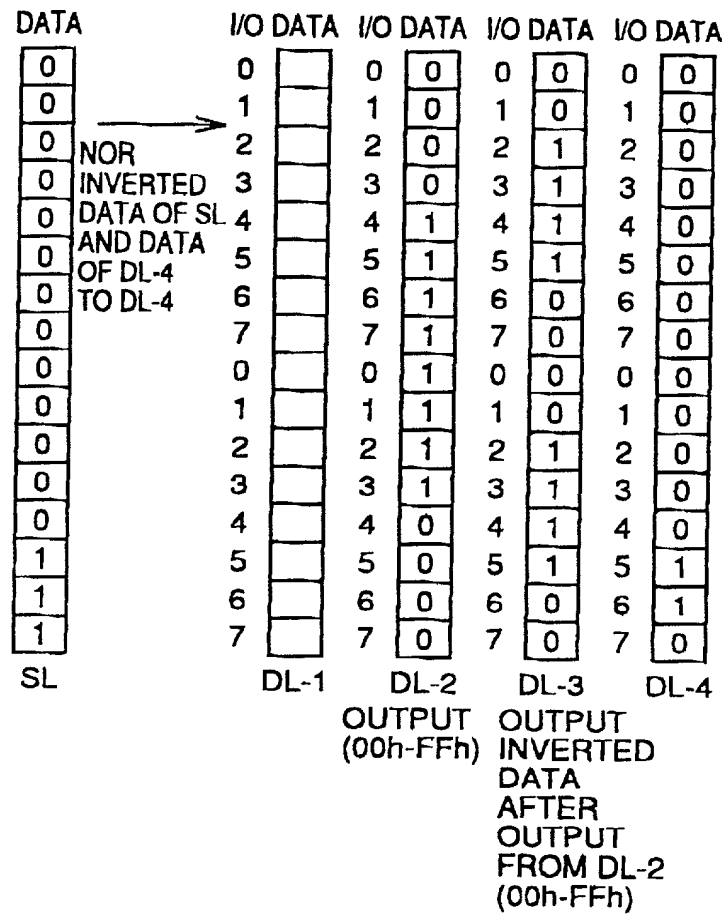 DATA I/O DATA I/O DATA I/O DATA I/O DATA
0 0 0 0 0 0 0 0
0 1 1 0 1 0 1 0
0 2 2 0 2 1 2 0
0 3 3 0 3 1 3 0
0 4 4 1 4 1 4 0
0 5 5 1 5 1 5 0
0 6 6 1 6 0 6 0
0 7 7 1 7 0 7 0
0 0 0 1 0 0 0 0
0 1 1 1 1 0 1 0
0 2 2 1 2 1 2 0
0 3 3 1 3 1 3 0
0 4 4 0 4 1 4 0
1 5 5 0 5 1 5 1
1 6 6 0 6 0 6 1
1 7 7 0 7 0 7 0
NOR
INVERTED
DATA OF SL
AND DATA
OF DL-4
TO DL-4
SL DL-1 DL-2 DL-3 DL-4
OUTPUT
(00h-FFh)
OUTPUT
INVERTED
DATA
AFTER
OUTPUT
FROM DL-2
(00h-FFh)